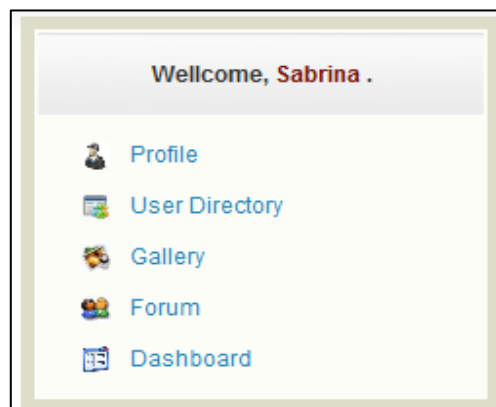 Wellcome, Sabrina .
Profile
User Directory
Gallery
Forum
Dashboard